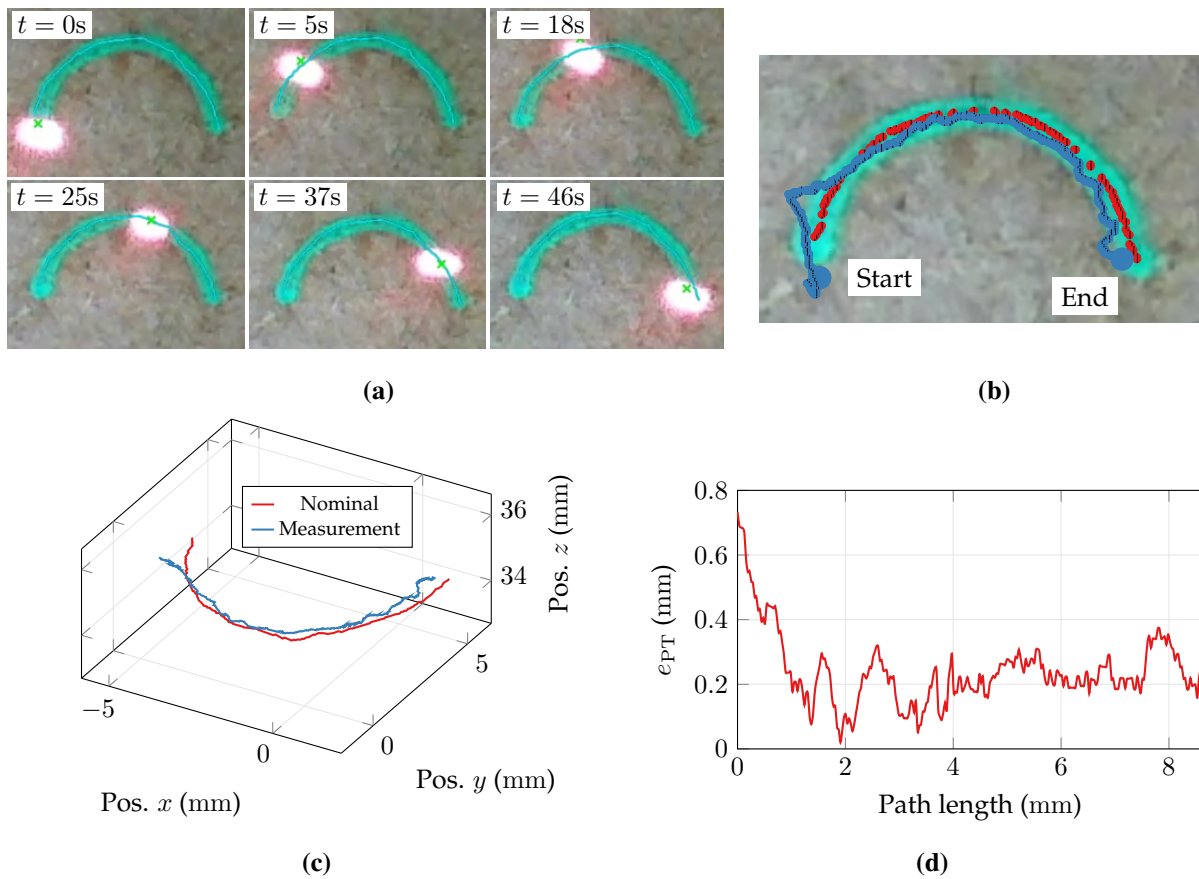 t = 0s
t = 5s
t = 18s
t = 25s
t = 37s
t = 46s
(a)
Start
End
(b)
Nominal
Measurement
36
34
Pos. z (mm)
−5
0
Pos. x (mm)
0
5
Pos. y (mm)
(c)
0.8
0.6
0.4
0.2
0
0
2
4
6
8
e_PT (mm)
Path length (mm)
(d)